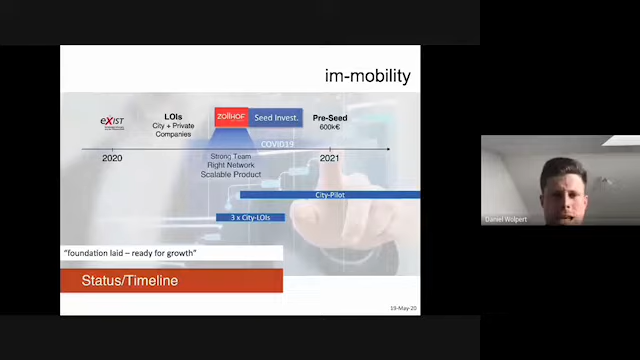 im-mobility
exist
LOIs
City + Private
Companies
ZOLLHOF
Seed Invest.
Pre-Seed
600k€
COVID19
2020
2021
Strong Team
Right Network
Scalable Product
City-Pilot
3 x City-LOIs
"foundation laid – ready for growth"
Status/Timeline
19-May-20
Daniel Wolpert